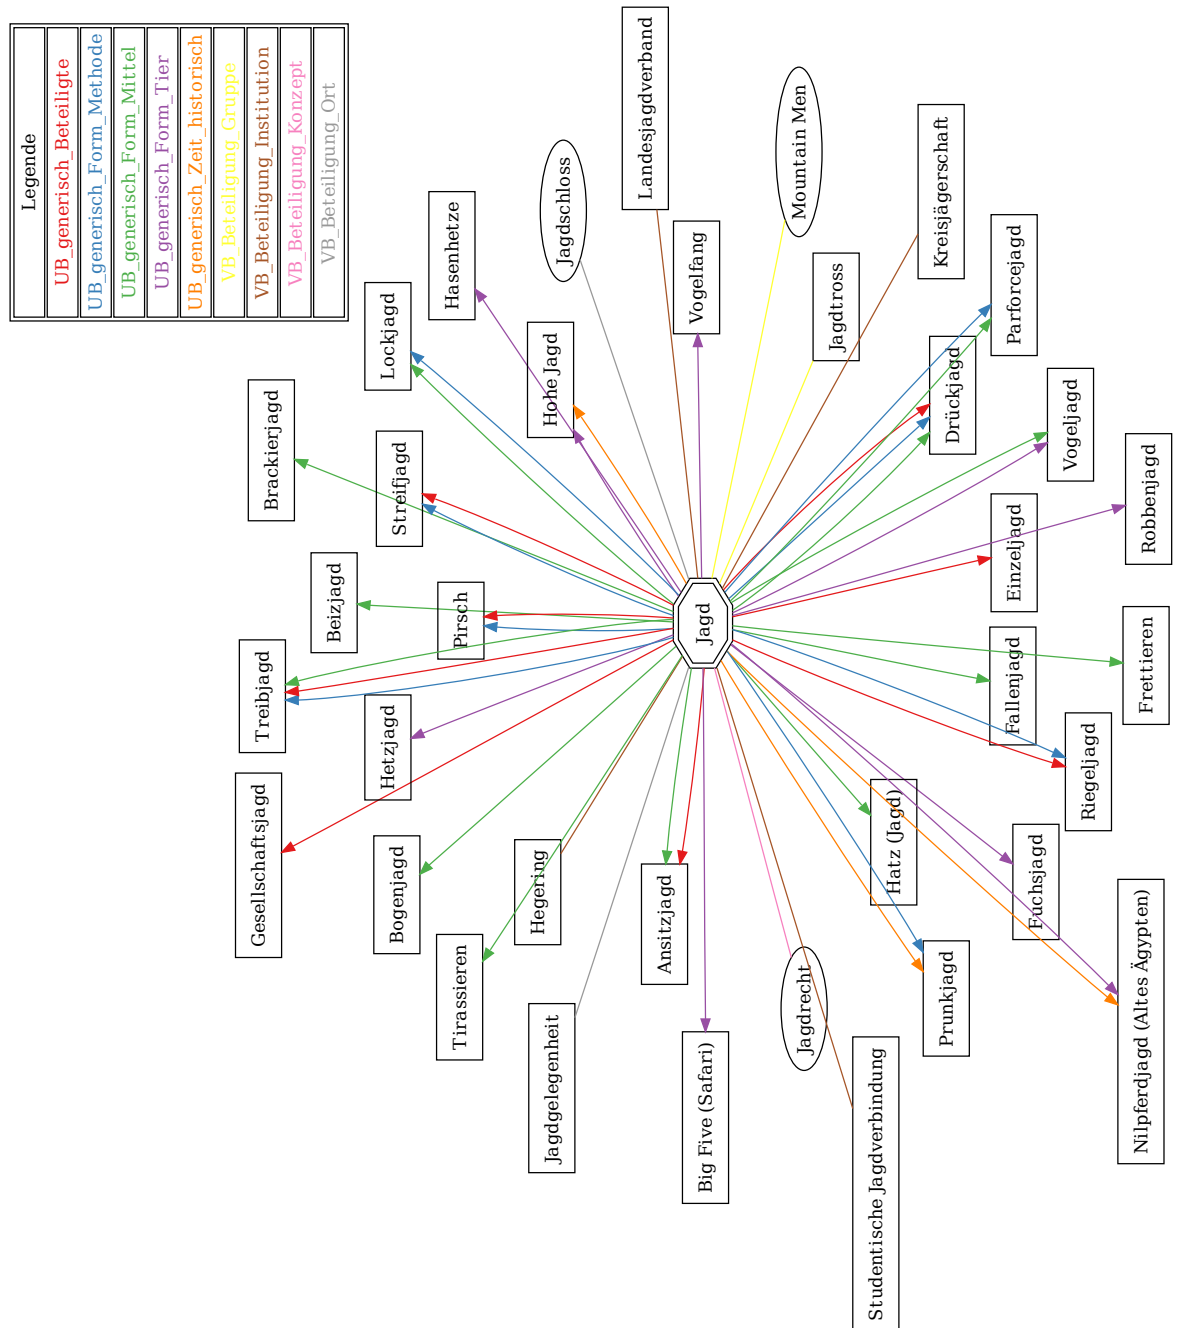 Legende
UB_generisch_Beteiligte
UB_generisch_Form_Methode
UB_generisch_Form_Mittel
UB_generisch_Form_Tier
UB_generisch_Zeit_historisch
VB_Beteiligung_Gruppe
VB_Beteiligung_Institution
VB_Beteiligung_Konzept
VB_Beteiligung_Ort
Landesjagdverband
Mountain Men
Jagdschloss
Kreisjägerschaft
Hasenhetze
Vogelfang
Jagdtross
Parforcejagd
Lockjagd
Hohe Jagd
Drückjagd
Brackierjagd
Streifjagd
Vogeljagd
Robbenjagd
Einzeljagd
Beizjagd
Pirsch
Jagd
Treibjagd
Hetzjagd
Fallenjagd
Frettieren
Riegeljagd
Gesellschaftsjagd
Bogenjagd
Hegering
Ansitzjagd
Hatz (Jagd)
Fuchsjagd
Tirassieren
Jagdrecht
Prunkjagd
Nilpferdjagd (Altes Ägypten)
Jagdgelegenheit
Big Five (Safari)
Studentische Jagdverbindung